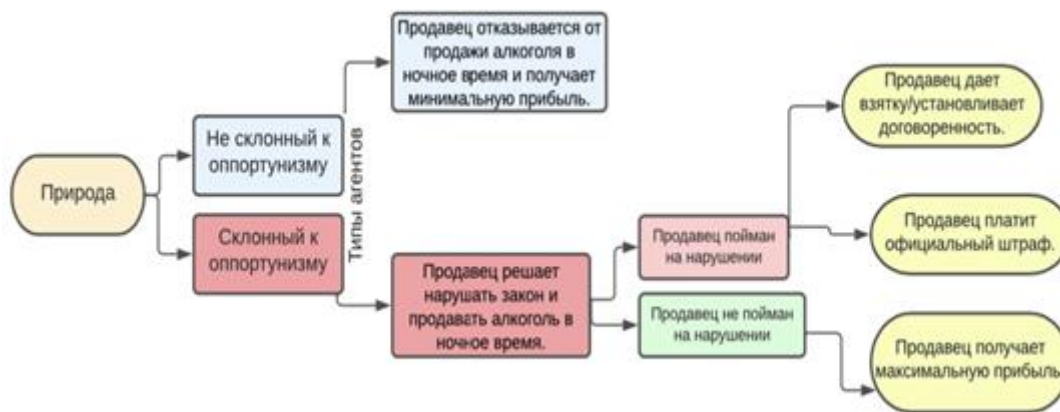 Природа
Не склонный к
оппортунизму
Склонный к
оппортунизму
Типы агентов
Продавец отказывается от
продажи алкоголя в
ночное время и получает
минимальную прибыль.
Продавец решает
нарушать закон и
продавать алкоголь в
ночное время.
Продавец пойман
на нарушении
Продавец не пойман
на нарушении
Продавец дает
взятку/установливает
договоренность.
Продавец платит
официальный штраф.
Продавец получает
максимальную прибыль